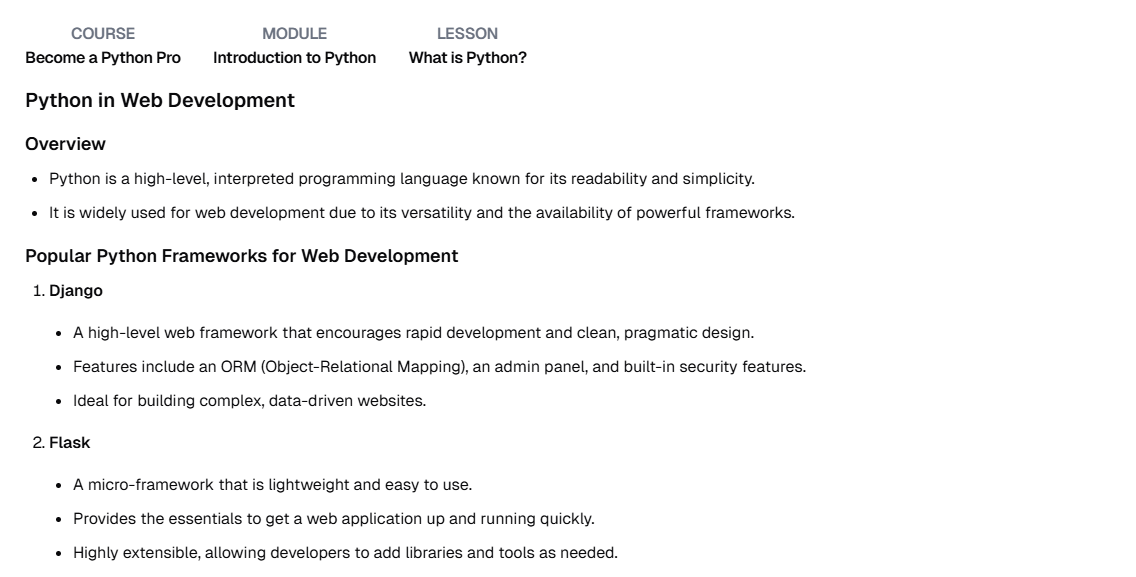 COURSE MODULE LESSON
Become a Python Pro Introduction to Python What is Python?
Python in Web Development
Overview
• Python is a high-level, interpreted programming language known for its readability and simplicity.
• It is widely used for web development due to its versatility and the availability of powerful frameworks.
Popular Python Frameworks for Web Development
1. Django
• A high-level web framework that encourages rapid development and clean, pragmatic design.
• Features include an ORM (Object-Relational Mapping), an admin panel, and built-in security features.
• Ideal for building complex, data-driven websites.
2. Flask
• A micro-framework that is lightweight and easy to use.
• Provides the essentials to get a web application up and running quickly.
• Highly extensible, allowing developers to add libraries and tools as needed.